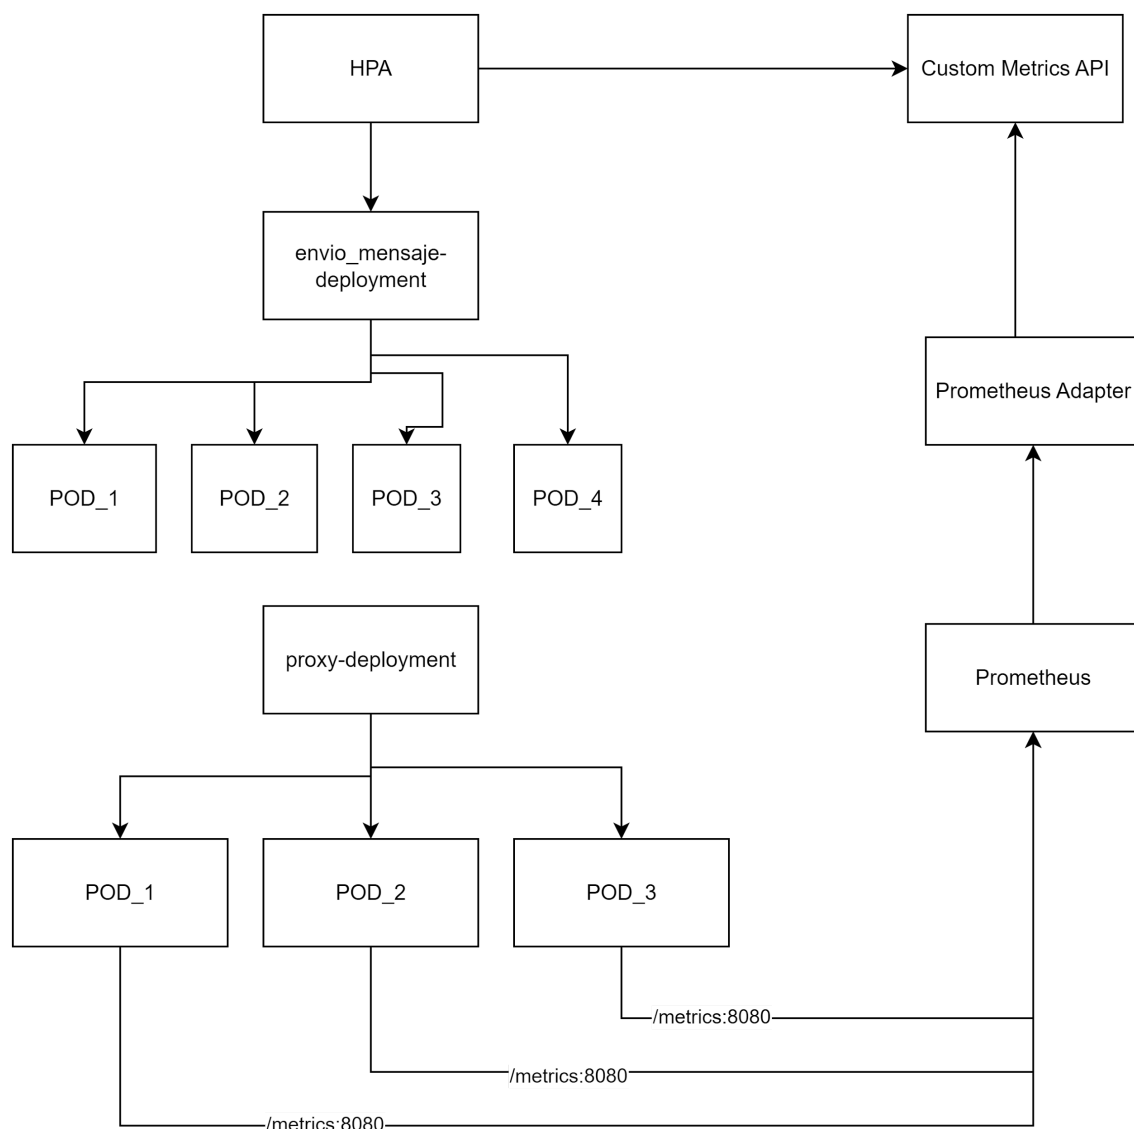 HPA
Custom Metrics API
envio_mensaje-
deployment
Prometheus Adapter
POD_1
POD_2
POD_3
POD_4
proxy-deployment
Prometheus
POD_1
POD_2
POD_3
/metrics:8080
/metrics:8080
/metrics:8080